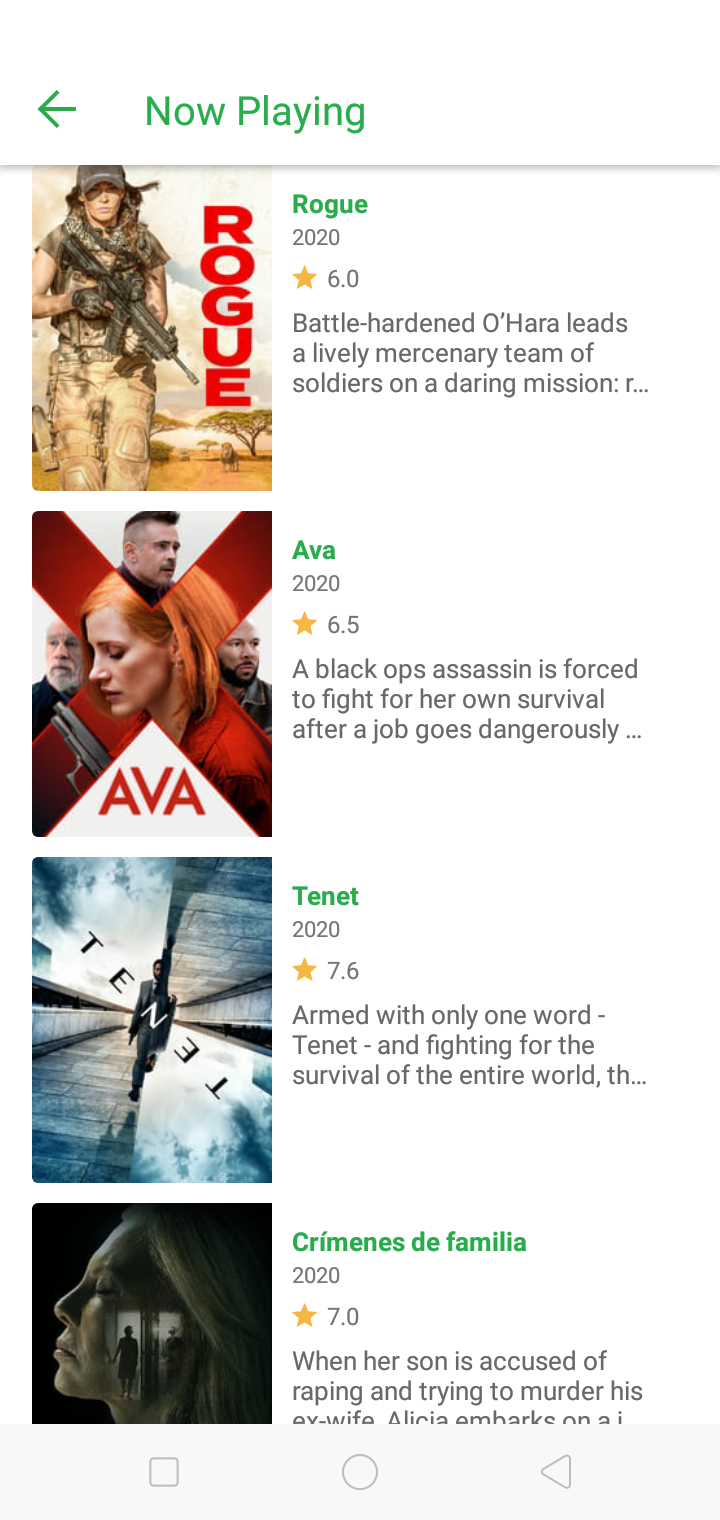 Now Playing
ROGUE
Rogue
2020
6.0
Battle-hardened O’Hara leads
a lively mercenary team of
soldiers on a daring mission: r...
AVA
Ava
2020
6.5
A black ops assassin is forced
to fight for her own survival
after a job goes dangerously ...
TENET
Tenet
2020
7.6
Armed with only one word -
Tenet - and fighting for the
survival of the entire world, th...
Crímenes de familia
2020
7.0
When her son is accused of
raping and trying to murder his
ex-wife, Alicia embarks on a j